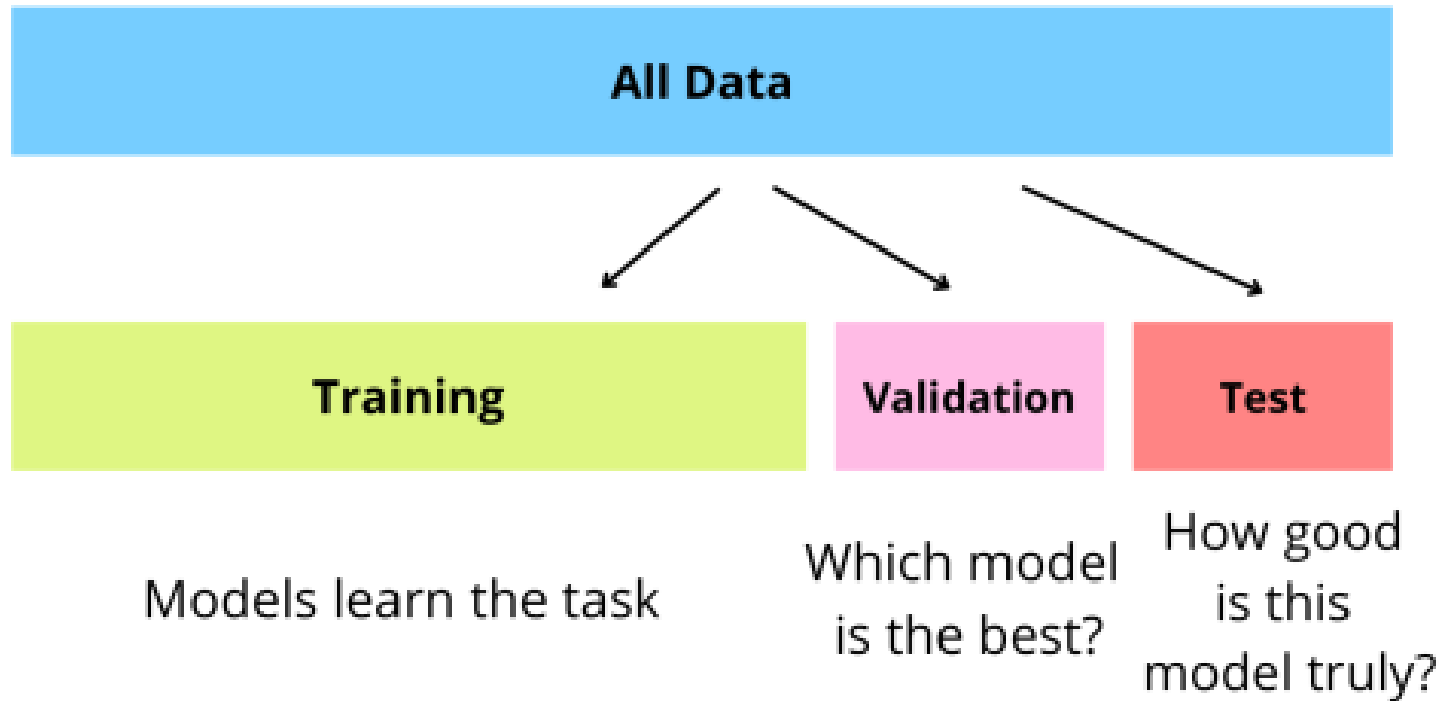 All Data
Training
Validation
Test
Models learn the task
Which model
is the best?
How good
is this
model truly?